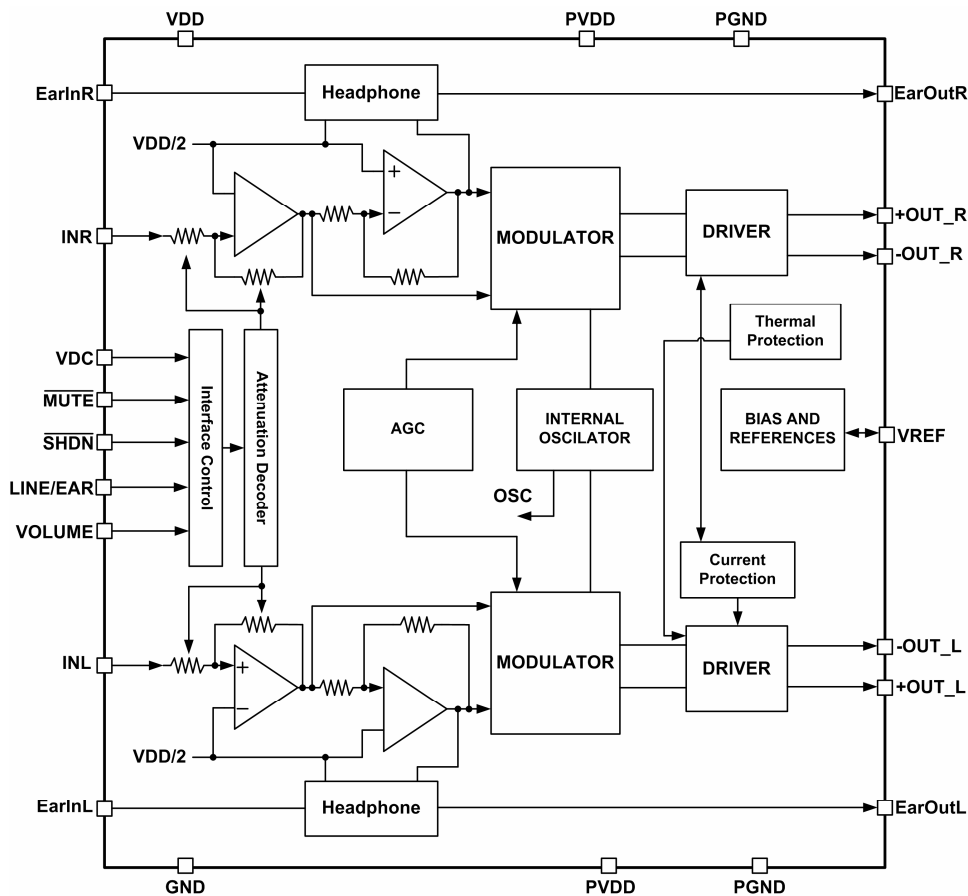 VDD
PVDD
PGND
EarInR
Headphone
EarOutR
VDD/2
+
−
INR
MODULATOR
DRIVER
+OUT_R
-OUT_R
Thermal
Protection
VDC
MUTE
SHDN
LINE/EAR
VOLUME
Interface Control
Attenuation Decoder
AGC
INTERNAL
OSCILATOR
OSC
BIAS AND
REFERENCES
VREF
Current
Protection
INL
+
−
MODULATOR
DRIVER
-OUT_L
+OUT_L
VDD/2
EarInL
Headphone
EarOutL
GND
PVDD
PGND